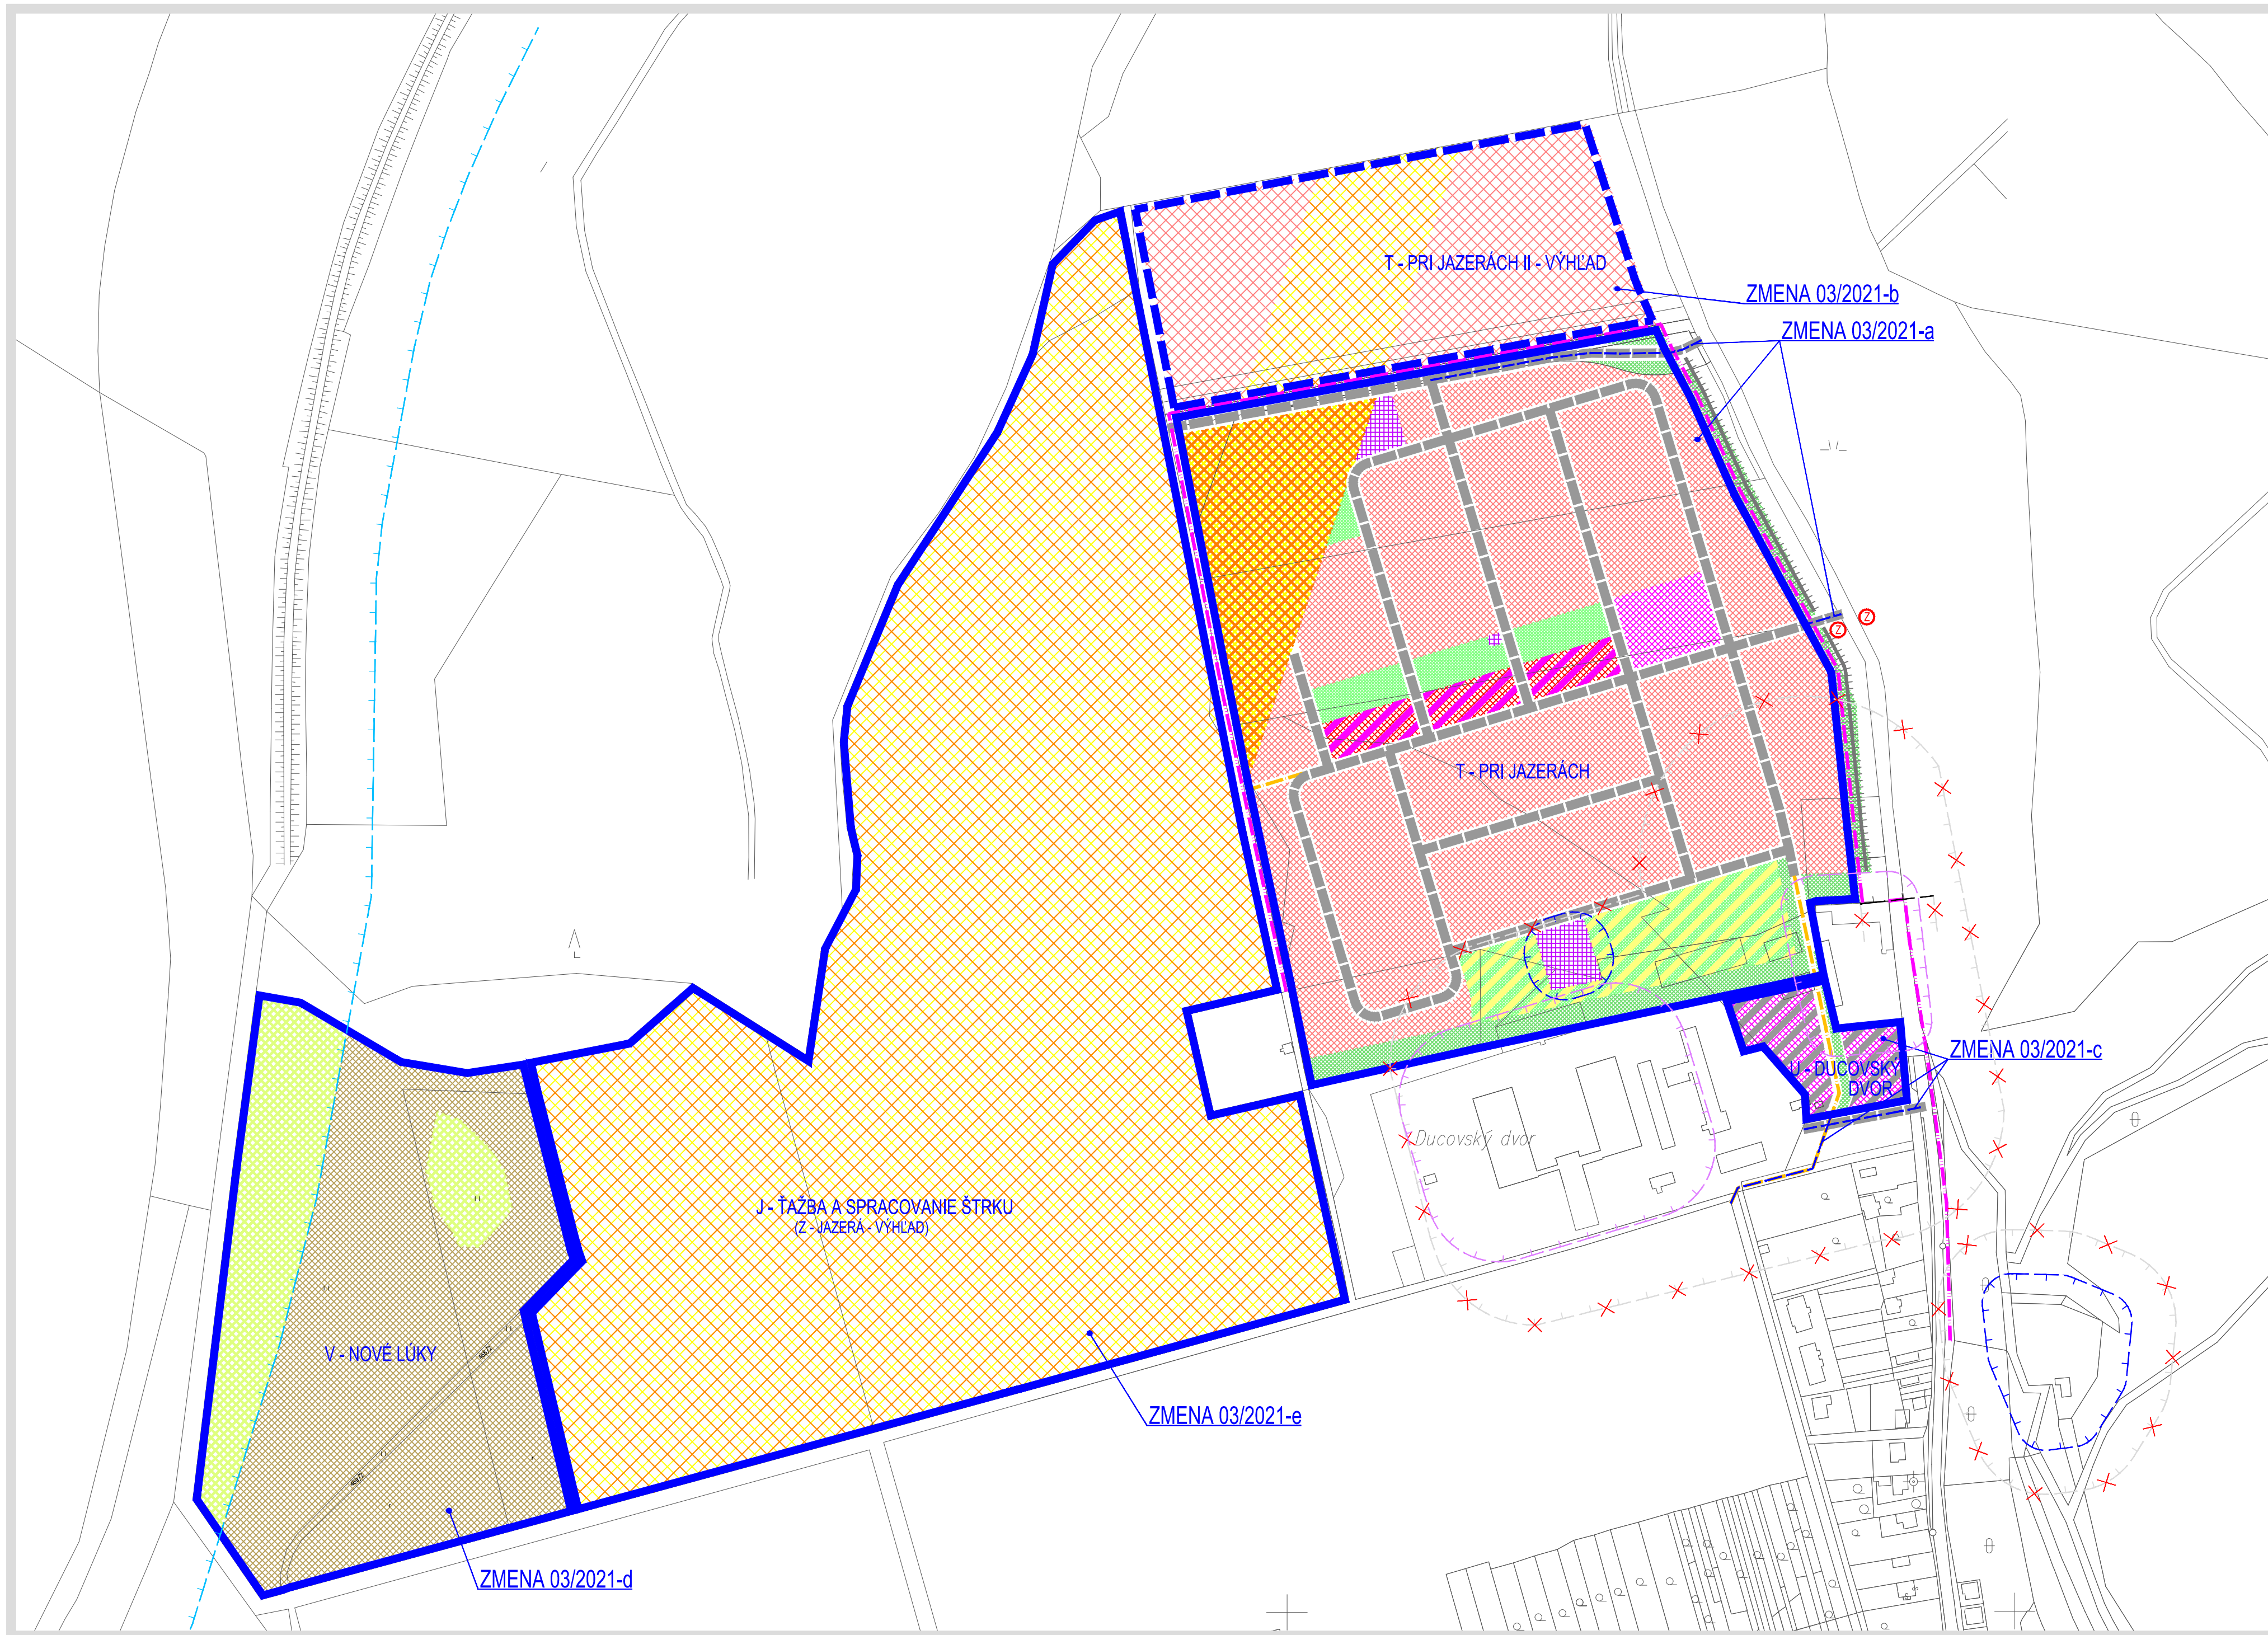 T - PRI JAZERÁCH II - VÝHĽAD
ZMENA 03/2021-b
ZMENA 03/2021-a
Z
Z
T - PRI JAZERÁCH
ZMENA 03/2021-c
U - DUCOVSKÝ
DVOR
Ducovský dvor
J - ŤAŽBA A SPRACOVANIE ŠTRKU
(Z - JAZERÁ - VÝHĽAD)
V - NOVÉ LÚKY
ZMENA 03/2021-e
ZMENA 03/2021-d